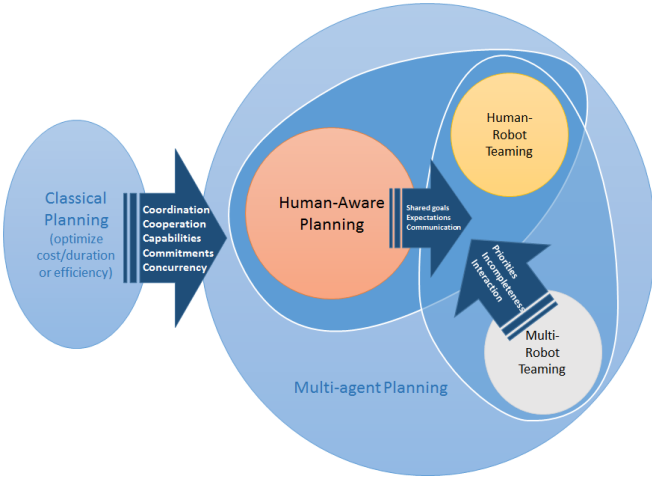 Classical
Planning
(optimize
cost/duration
or efficiency)
Coordination
Cooperation
Capabilities
Commitments
Concurrency
Human-Aware
Planning
Shared goals
Expectations
Communication
Human-
Robot
Teaming
Priorities
Incompleteness
Interaction
Multi-
Robot
Teaming
Multi-agent Planning